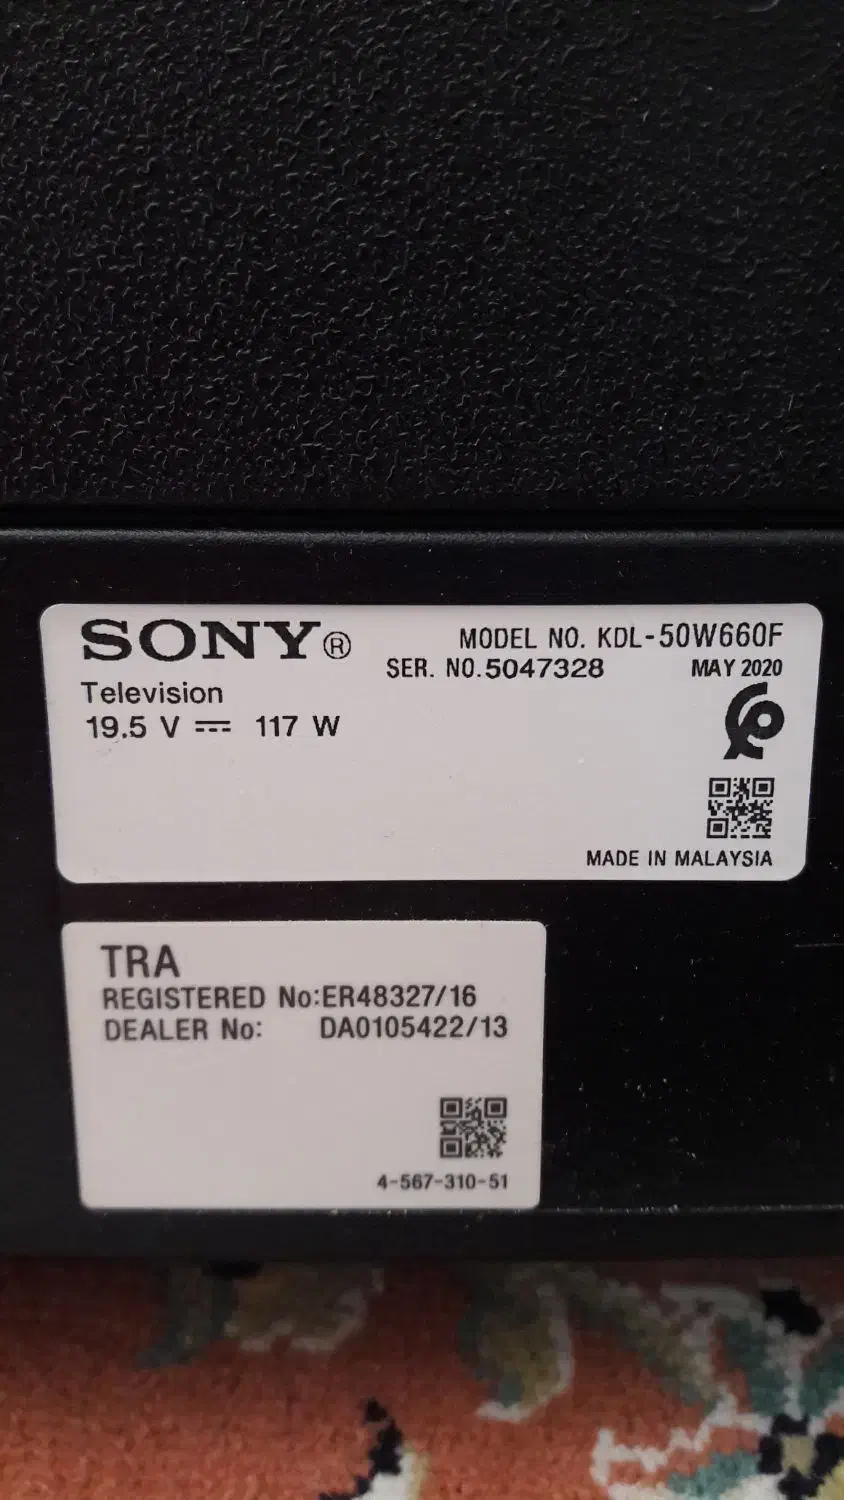 SONY®
MODEL NO. KDL-50W660F
SER. NO.5047328 MAY 2020
Television
19.5 V ⎓ 117 W
MADE IN MALAYSIA
TRA
REGISTERED No:ER48327/16
DEALER No: DA0105422/13
4-567-310-51